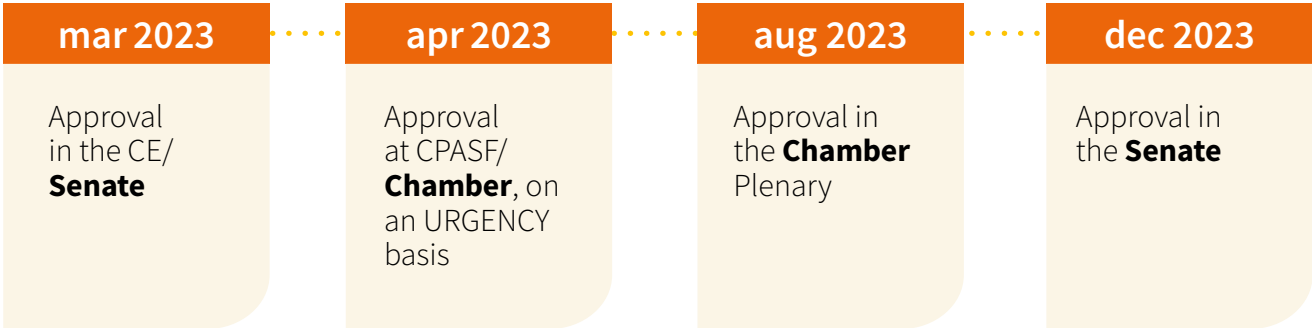 mar 2023
Approval
in the CE/
Senate
apr 2023
Approval
at CPASF/
Chamber, on
an URGENCY
basis
aug 2023
Approval in
the Chamber
Plenary
dec 2023
Approval in
the Senate